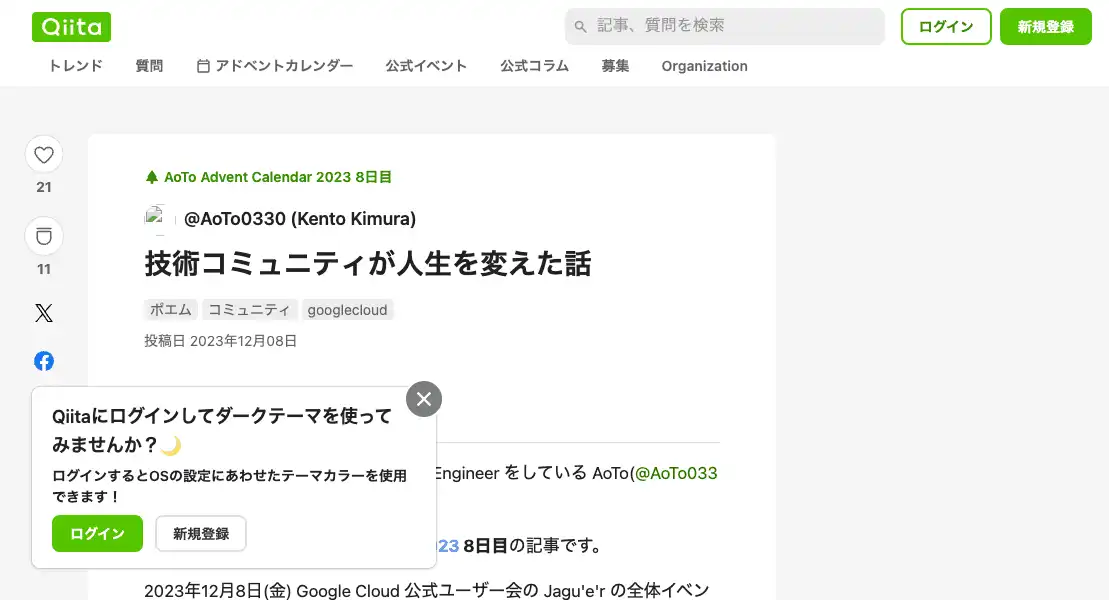 Qiita
記事、質問を検索
ログイン
新規登録
トレンド
質問
アドベントカレンダー
公式イベント
公式コラム
募集
Organization
21
11
AoTo Advent Calendar 2023 8日目
@AoTo0330 (Kento Kimura)
技術コミュニティが人生を変えた話
ポエム
コミュニティ
googlecloud
投稿日 2023年12月08日
Qiitaにログインしてダークテーマを使って
みませんか？🌙
ログインするとOSの設定にあわせたテーマカラーを使用
できます！
ログイン
新規登録
Engineer をしている AoTo(@AoTo033
023 8日目の記事です。
2023年12月8日(金) Google Cloud 公式ユーザー会の Jagu'e'r の全体イベン